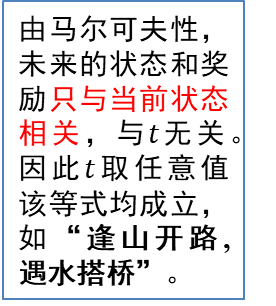 由马尔可夫性，
未来的状态和奖
励只与当前状态
相关，与t无关。
因此t取任意值
该等式均成立，
如“逢山开路，
遇水搭桥”。